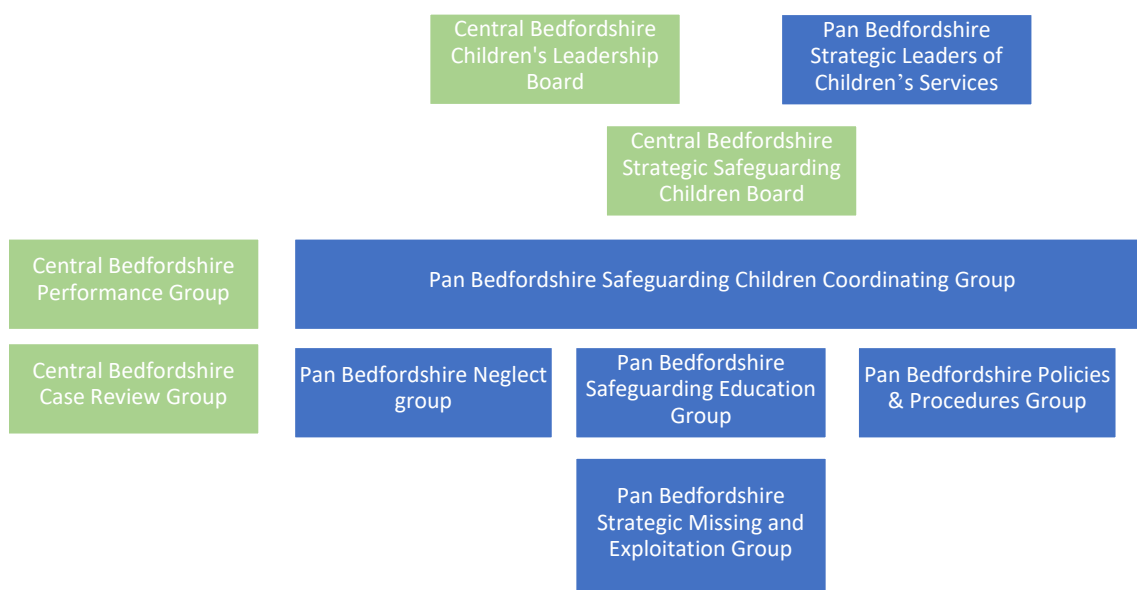 Central Bedfordshire
Children's Leadership
Board
Pan Bedfordshire
Strategic Leaders of
Children’s Services
Central Bedfordshire
Strategic Safeguarding
Children Board
Central Bedfordshire
Performance Group
Pan Bedfordshire Safeguarding Children Coordinating Group
Central Bedfordshire
Case Review Group
Pan Bedfordshire Neglect
group
Pan Bedfordshire
Safeguarding Education
Group
Pan Bedfordshire Policies
& Procedures Group
Pan Bedfordshire
Strategic Missing and
Exploitation Group